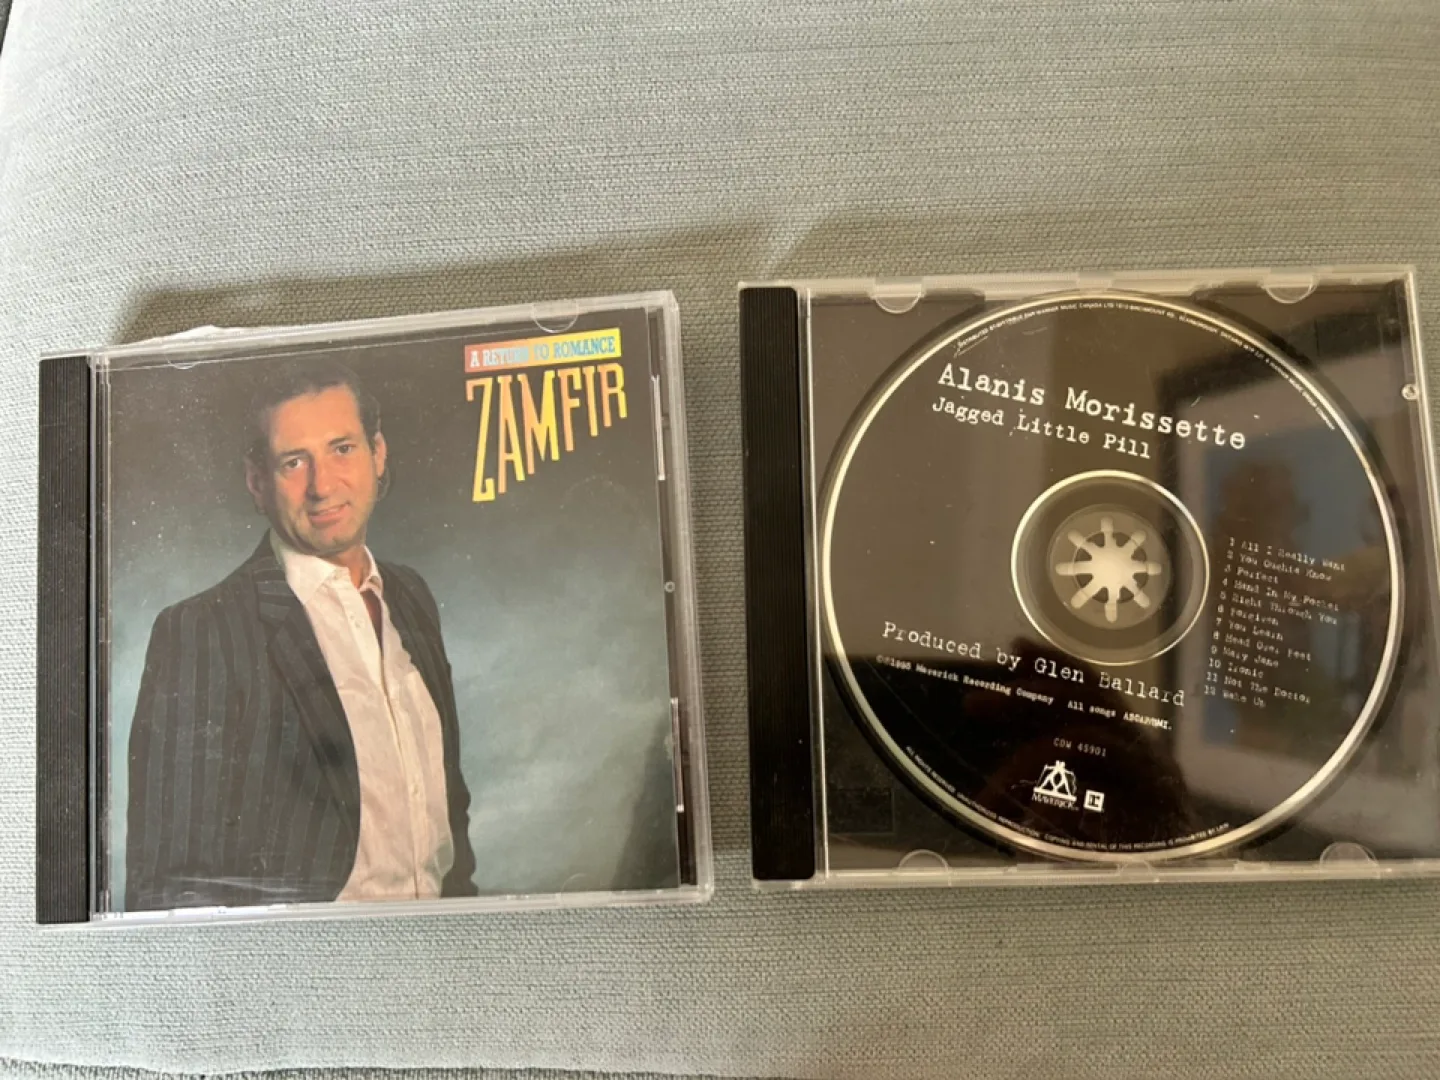 A RETURN TO ROMANCE
ZAMFIR
Alanis Morissette
Jagged Little Pill
1 All I Really Want
2 You Oughta Know
3 Perfect
4 Hand In My Pocket
5 Right Through You
6 Forgiven
7 You Learn
8 Head Over Feet
9 Mary Jane
10 Ironic
11 Not The Doctor
12 Wake Up
Produced by Glen Ballard
Maverick Recording Company All songs ASCAP/BMI.
CDW 45901
MAVERICK